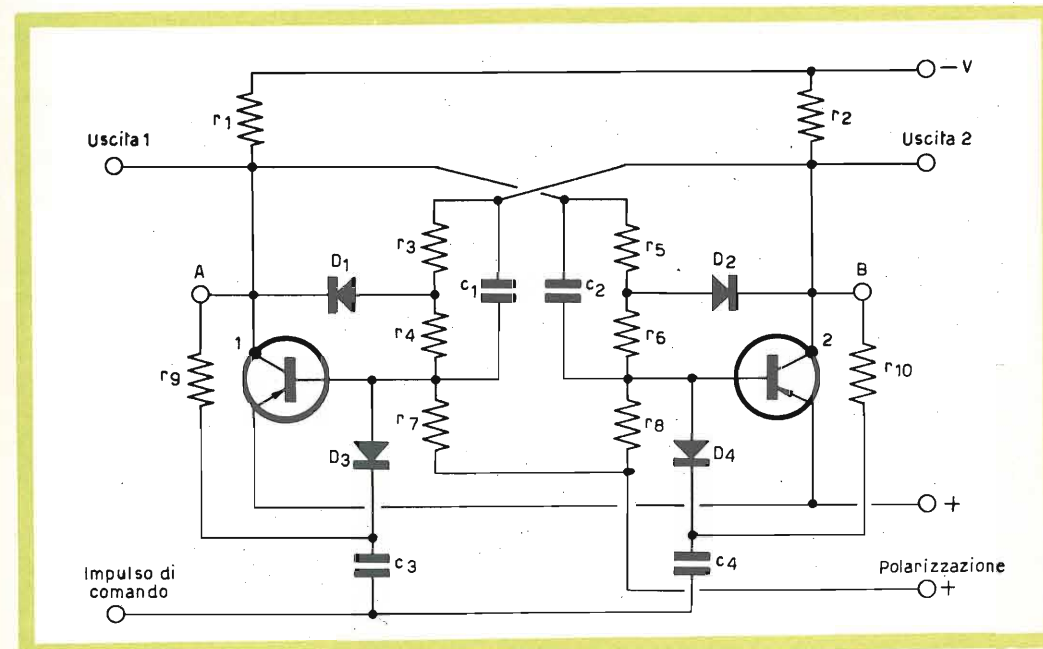 − V
r1
r2
Uscita 1
Uscita 2
r3
r5
A
D1
c1
c2
D2
B
r4
r6
1
2
r9
r10
r7
r8
D3
D4
+
c3
c4
Impulso di
comando
Polarizzazione
+